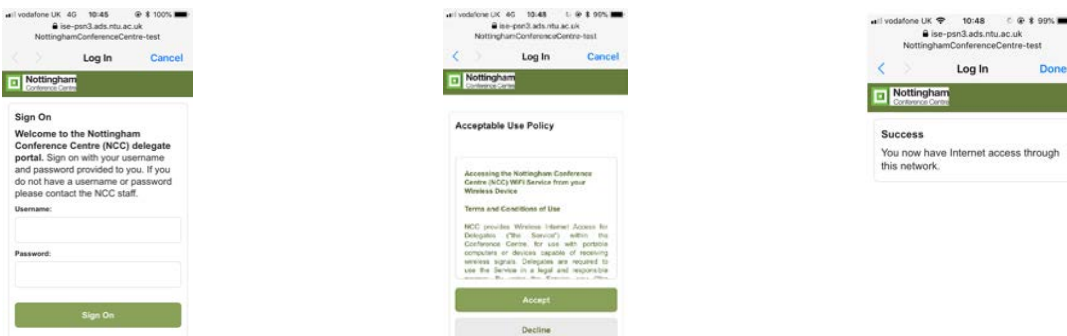 vodafone UK 4G 10:45 100%
ise-psn3.ads.ntu.ac.uk
NottinghamConferenceCentre-test
Log In Cancel
Nottingham
Conference Centre
Sign On
Welcome to the Nottingham
Conference Centre (NCC) delegate
portal. Sign on with your username
and password provided to you. If you
do not have a username or password
please contact the NCC staff.
Username:
Password:
Sign On
vodafone UK 4G 10:48 96%
ise-psn3.ads.ntu.ac.uk
NottinghamConferenceCentre-test
Log In Cancel
Nottingham
Conference Centre
Acceptable Use Policy
Accessing the Nottingham Conference
Centre (NCC) WiFi Service from your
Wireless Device
Terms and Conditions of Use
NCC provides Wireless Internet Access for
Delegates ("the Service") within the
Conference Centre, for use with portable
computers or devices capable of receiving
wireless signals. Delegates are required to
use the Service in a legal and responsible
Accept
Decline
vodafone UK 10:48 99%
ise-psn3.ads.ntu.ac.uk
NottinghamConferenceCentre-test
Log In Done
Nottingham
Conference Centre
Success
You now have Internet access through
this network.